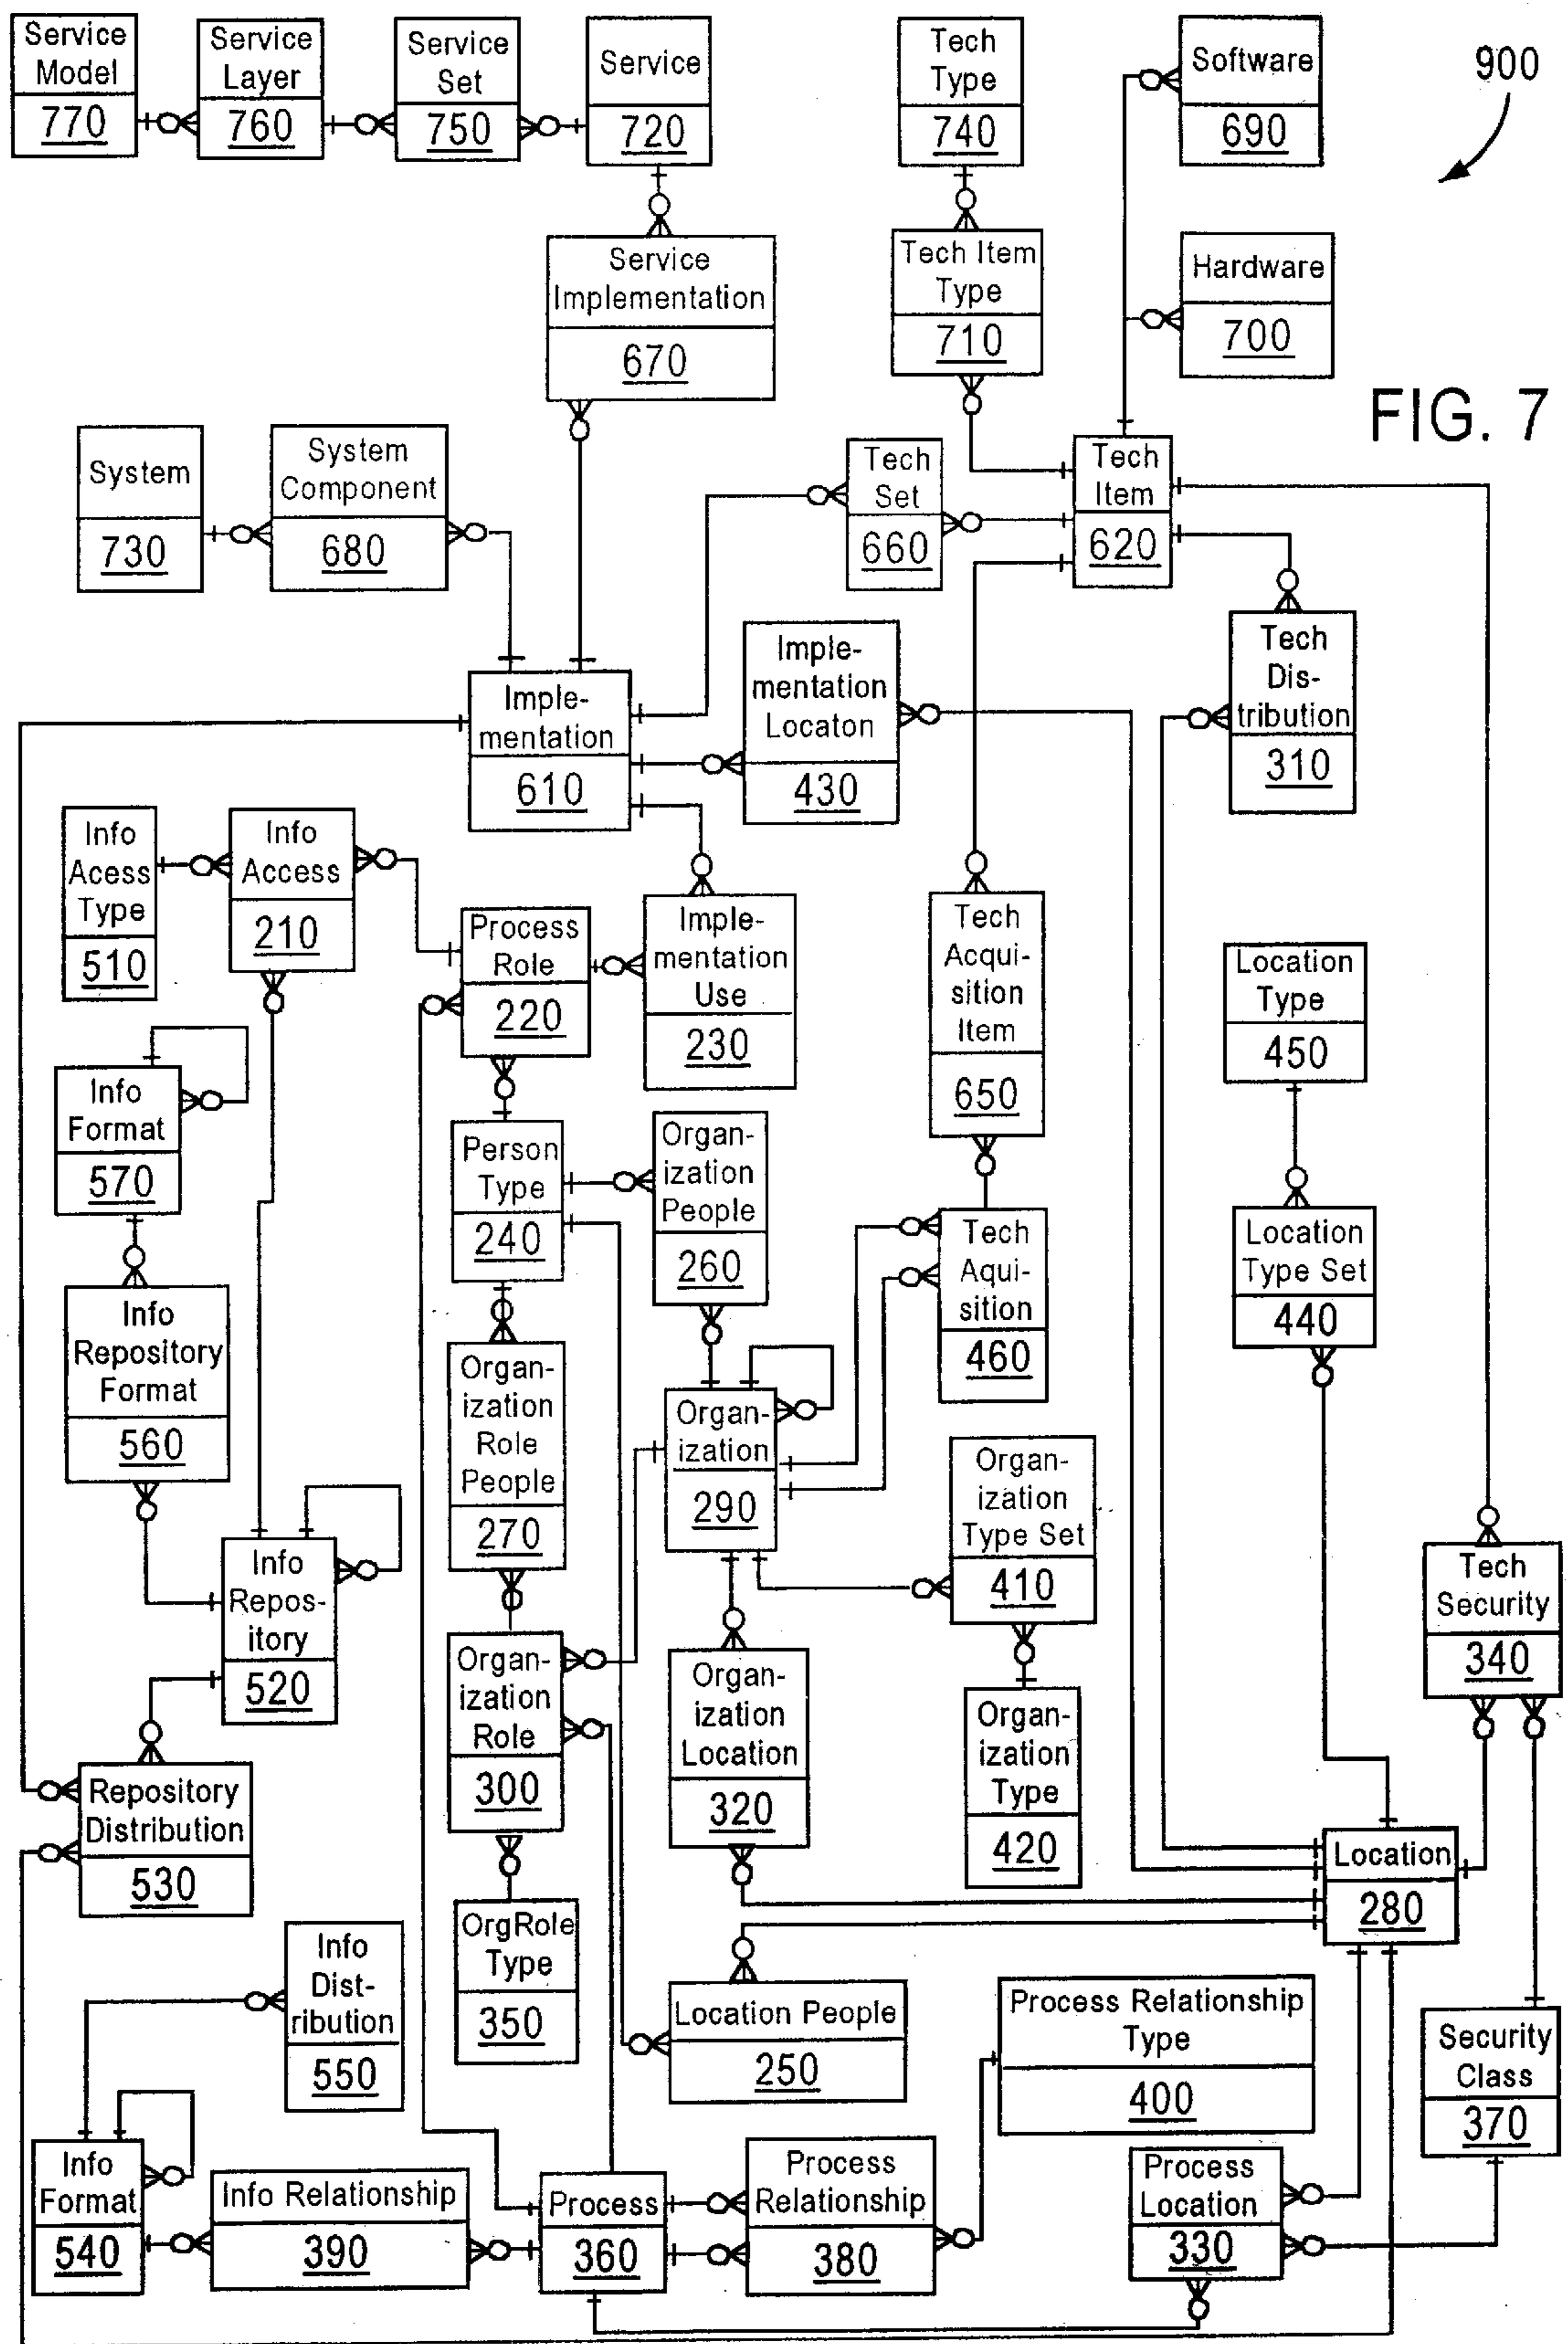 Service
Model
770
Service
Layer
760
Service
Set
750
Service
720
Tech
Type
740
Software
690
900
Service
Implementation
670
Tech Item
Type
710
Hardware
700
FIG. 7
System
730
System
Component
680
Tech
Set
660
Tech
Item
620
Imple-
mentation
610
Imple-
mentation
Locaton
430
Tech
Dis-
tribution
310
Info
Acess
Type
510
Info
Access
210
Process
Role
220
Imple-
mentation
Use
230
Tech
Acqui-
sition
Item
650
Location
Type
450
Info
Format
570
Person
Type
240
Organ-
ization
People
260
Tech
Aqui-
sition
460
Location
Type Set
440
Info
Repository
Format
560
Organ-
ization
Role
People
270
Organ-
ization
290
Organ-
ization
Type Set
410
Info
Repos-
itory
520
Tech
Security
340
Organ-
ization
Role
300
Organ-
ization
Location
320
Organ-
ization
Type
420
Repository
Distribution
530
Location
280
OrgRole
Type
350
Info
Dist-
ribution
550
Location People
250
Process Relationship
Type
400
Security
Class
370
Info
Format
540
Info Relationship
390
Process
360
Process
Relationship
380
Process
Location
330